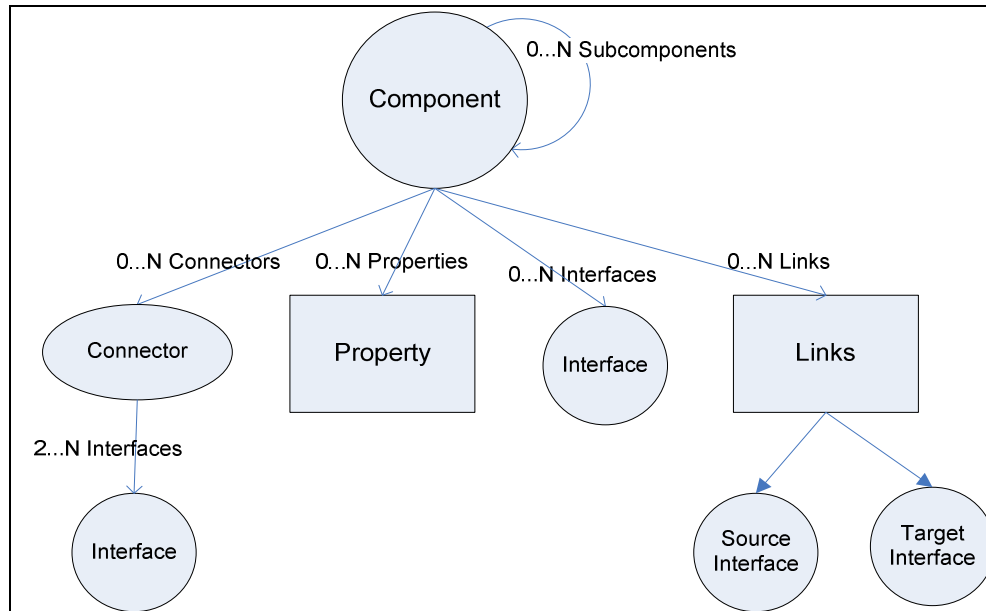 0...N Subcomponents
Component
0...N Connectors
0...N Properties
0...N Interfaces
0...N Links
Connector
Property
Interface
Links
2...N Interfaces
Interface
Source
Interface
Target
Interface